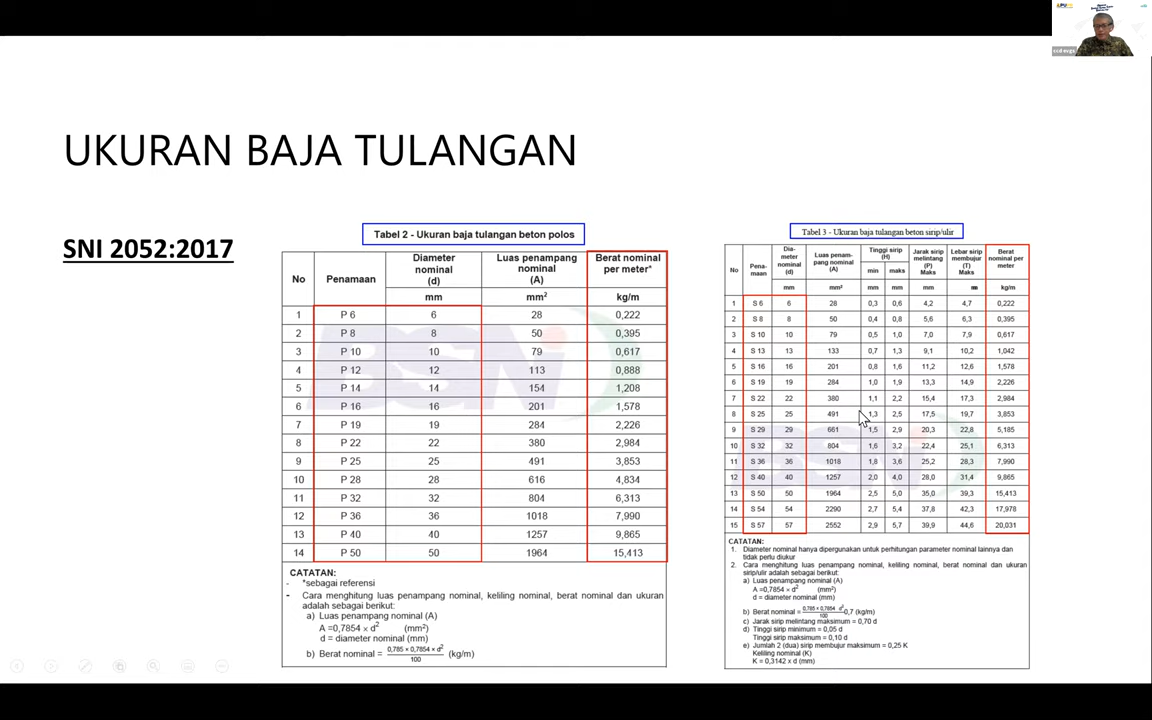 UKURAN BAJA TULANGAN
SNI 2052:2017
Tabel 2 - Ukuran baja tulangan beton polos
No Penamaan Diameter nominal (d) Luas penampang nominal (A) Berat nominal per meter*
mm mm² kg/m
1 P 6 6 28 0,222
2 P 8 8 50 0,395
3 P 10 10 79 0,617
4 P 12 12 113 0,888
5 P 14 14 154 1,208
6 P 16 16 201 1,578
7 P 19 19 284 2,226
8 P 22 22 380 2,984
9 P 25 25 491 3,853
10 P 28 28 616 4,834
11 P 32 32 804 6,313
12 P 36 36 1018 7,990
13 P 40 40 1257 9,865
14 P 50 50 1964 15,413
CATATAN:
- *sebagai referensi
- Cara menghitung luas penampang nominal, keliling nominal, berat nominal dan ukuran
adalah sebagai berikut:
a) Luas penampang nominal (A)
A =0,7854 × d² (mm²)
d = diameter nominal (mm)
b) Berat nominal = 0,785 × 0,7854 × d² / 100 (kg/m)
Tabel 3 - Ukuran baja tulangan beton sirip/ulir
No Pena-maan Dia-meter nominal (d) Luas penam-pang nominal (A) Tinggi sirip (H) Jarak sirip melintang (P) Maks Lebar sirip membujur (T) Maks Berat nominal per meter
min maks
mm mm² mm mm mm mm kg/m
1 S 6 6 28 0,3 0,6 4,2 4,7 0,222
2 S 8 8 50 0,4 0,8 5,6 6,3 0,395
3 S 10 10 79 0,5 1,0 7,0 7,9 0,617
4 S 13 13 133 0,7 1,3 9,1 10,2 1,042
5 S 16 16 201 0,8 1,6 11,2 12,6 1,578
6 S 19 19 284 1,0 1,9 13,3 14,9 2,226
7 S 22 22 380 1,1 2,2 15,4 17,3 2,984
8 S 25 25 491 1,3 2,5 17,5 19,7 3,853
9 S 29 29 661 1,5 2,9 20,3 22,8 5,185
10 S 32 32 804 1,6 3,2 22,4 25,1 6,313
11 S 36 36 1018 1,8 3,6 25,2 28,3 7,990
12 S 40 40 1257 2,0 4,0 28,0 31,4 9,865
13 S 50 50 1964 2,5 5,0 35,0 39,3 15,413
14 S 54 54 2290 2,7 5,4 37,8 42,3 17,978
15 S 57 57 2552 2,9 5,7 39,9 44,6 20,031
CATATAN:
1. Diameter nominal hanya dipergunakan untuk perhitungan parameter nominal lainnya dan
tidak perlu diukur
2. Cara menghitung luas penampang nominal, keliling nominal, berat nominal dan ukuran
sirip/ulir adalah sebagai berikut:
a) Luas penampang nominal (A)
A =0,7854 × d² (mm²)
d = diameter nominal (mm)
b) Berat nominal = 0,785 × 0,7854 d² / 100 0,7 (kg/m)
c) Jarak sirip melintang maksimum = 0,70 d
d) Tinggi sirip minimum = 0,05 d
Tinggi sirip maksimum = 0,10 d
e) Jumlah 2 (dua) sirip membujur maksimum = 0,25 K
Keliling nominal (K)
K = 0,3142 x d (mm)
BSN
BSN